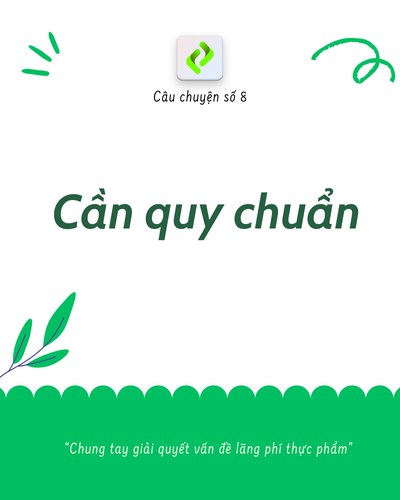 Câu chuyện số 8
Cần quy chuẩn
“Chung tay giải quyết vấn đề lãng phí thực phẩm”